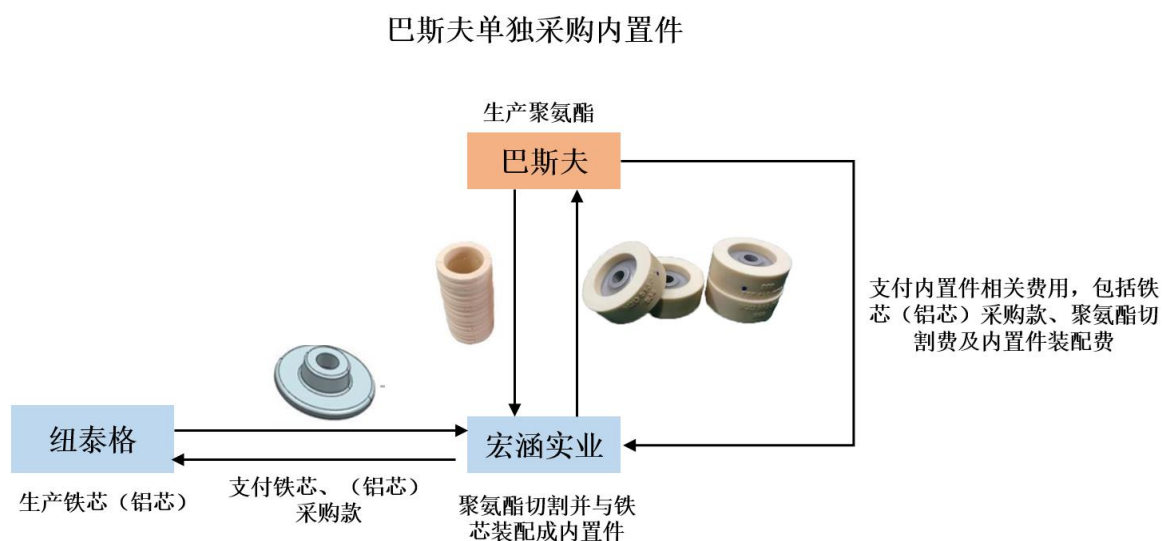 巴斯夫单独采购内置件
生产聚氨酯
巴斯夫
支付内置件相关费用，包括铁
芯（铝芯）采购款、聚氨酯切
割费及内置件装配费
纽泰格
宏涵实业
生产铁芯（铝芯）
支付铁芯、（铝芯）
采购款
聚氨酯切割并与铁
芯装配成内置件